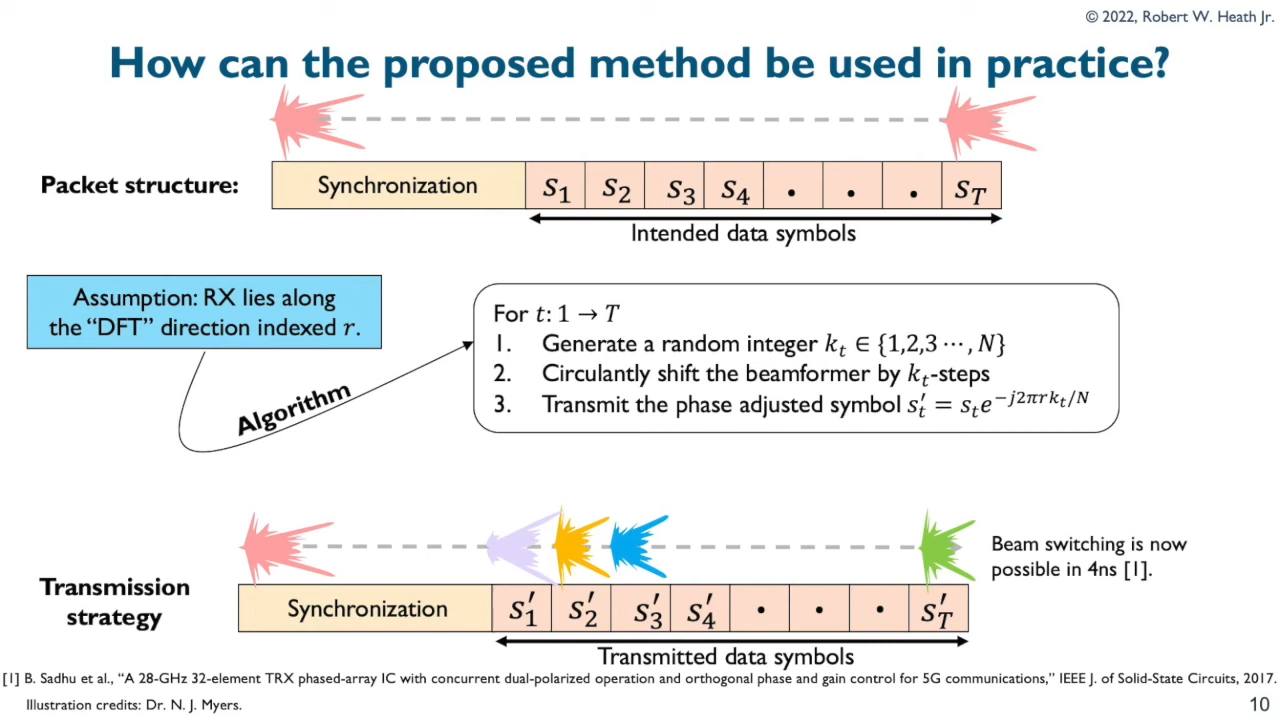 © 2022, Robert W. Heath Jr.
How can the proposed method be used in practice?
Packet structure:
Synchronization
s₁ s₂ s₃ s₄ . . . s_T
Intended data symbols
Assumption: RX lies along
the “DFT” direction indexed r.
Algorithm
For t: 1 → T
1. Generate a random integer k_t ∈ {1,2,3 ⋯, N}
2. Circulantly shift the beamformer by k_t-steps
3. Transmit the phase adjusted symbol s′_t = s_t e^{−j2πrk_t/N}
Beam switching is now
possible in 4ns [1].
Transmission
strategy
Synchronization
s′₁ s′₂ s′₃ s′₄ . . . s′_T
Transmitted data symbols
[1] B. Sadhu et al., “A 28-GHz 32-element TRX phased-array IC with concurrent dual-polarized operation and orthogonal phase and gain control for 5G communications,” IEEE J. of Solid-State Circuits, 2017.
Illustration credits: Dr. N. J. Myers.
10